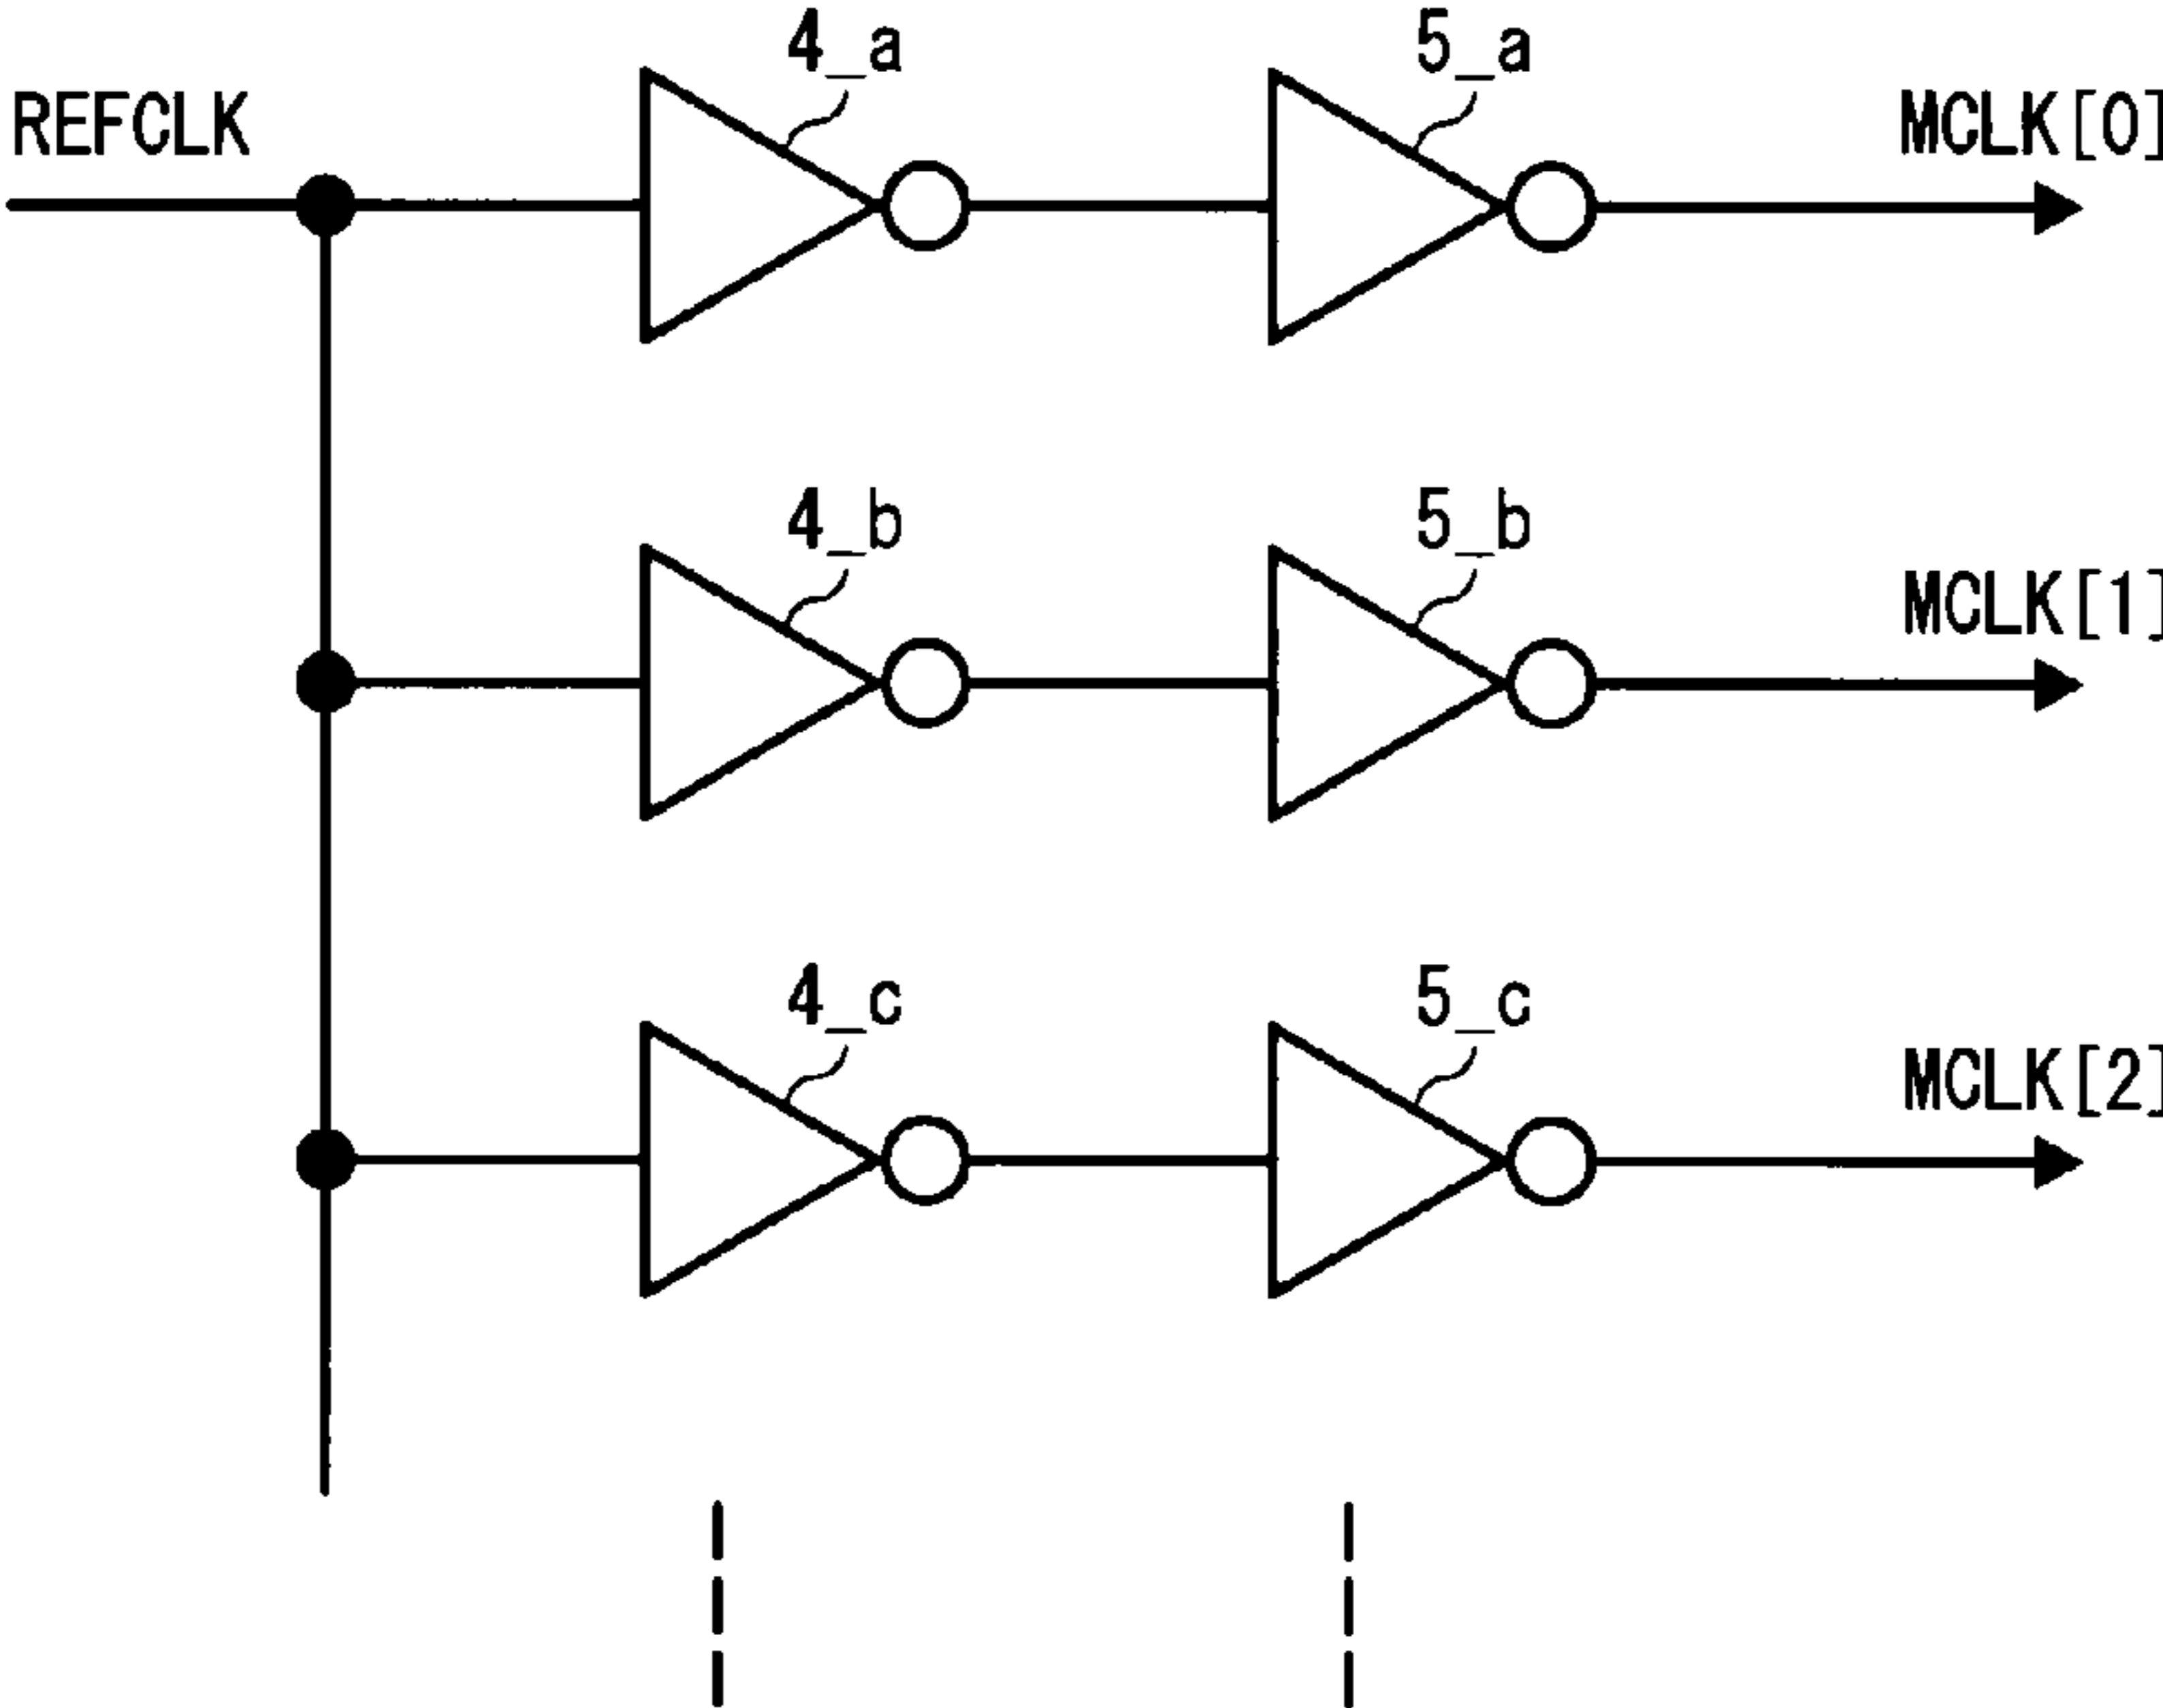 4_a 5_a
REFCLK MCLK[0]
4_b 5_b
MCLK[1]
4_c 5_c
MCLK[2]